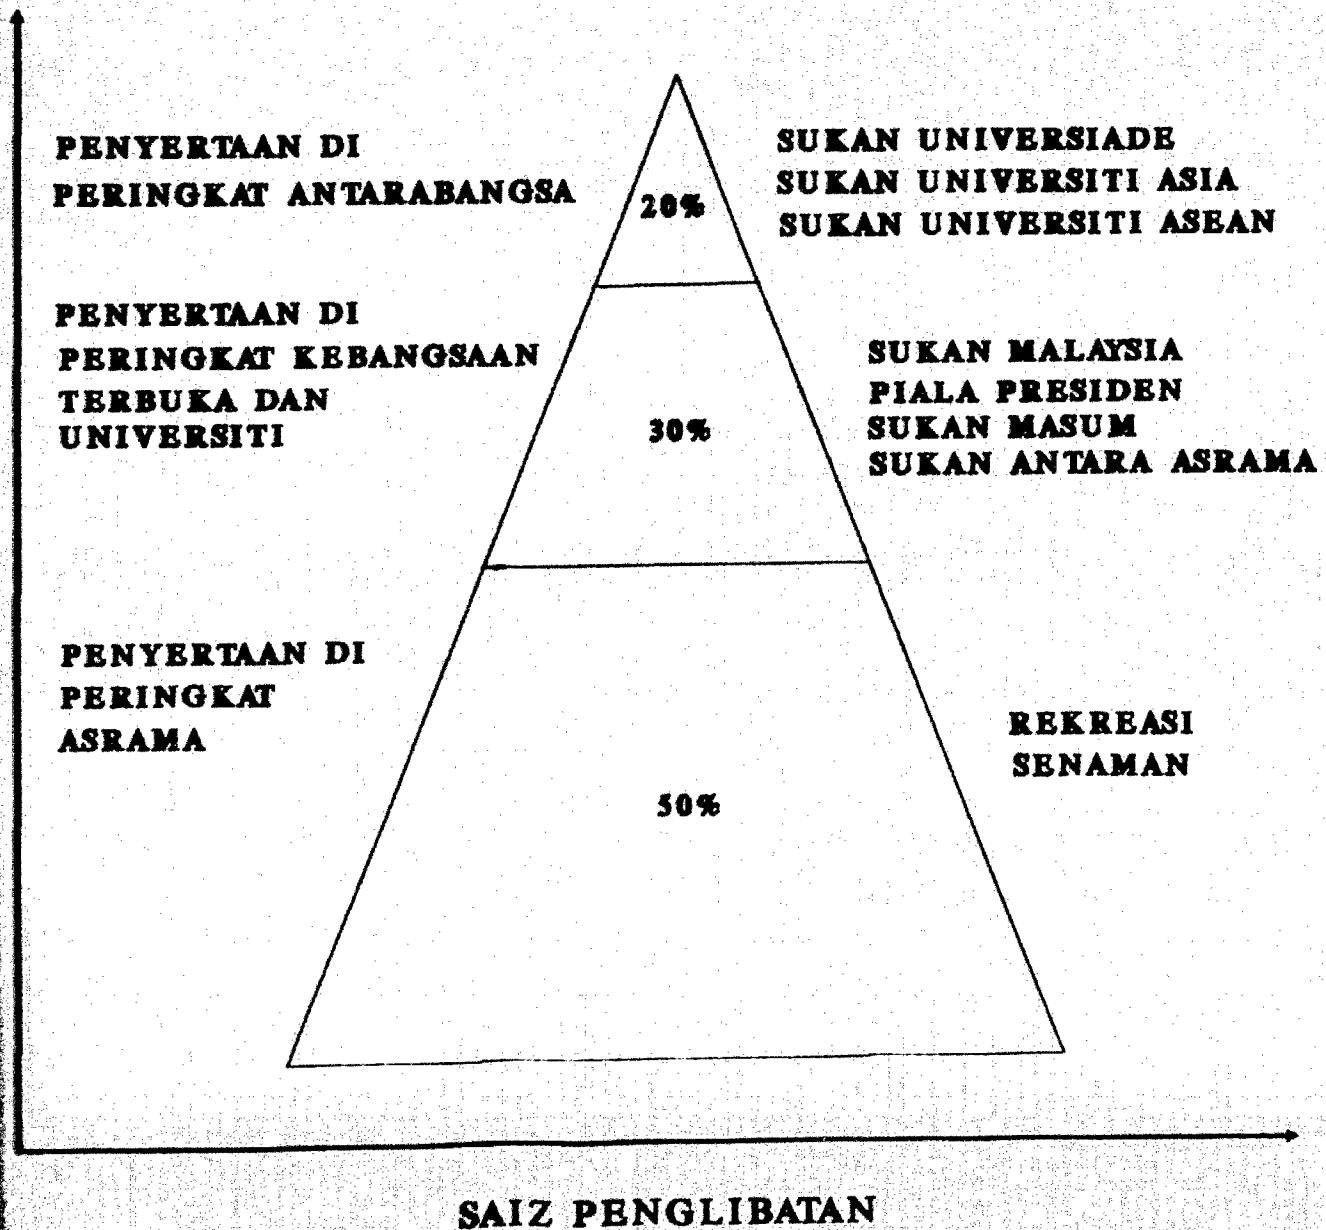 PENYERTAAN DI
PERINGKAT ANTARABANGSA
20%
SUKAN UNIVERSIADE
SUKAN UNIVERSITI ASIA
SUKAN UNIVERSITI ASEAN
PENYERTAAN DI
PERINGKAT KEBANGSAAN
TERBUKA DAN
UNIVERSITI
30%
SUKAN MALAYSIA
PIALA PRESIDEN
SUKAN MASUM
SUKAN ANTARA ASRAMA
PENYERTAAN DI
PERINGKAT
ASRAMA
50%
REKREASI
SENAMAN
SAIZ PENGLIBATAN